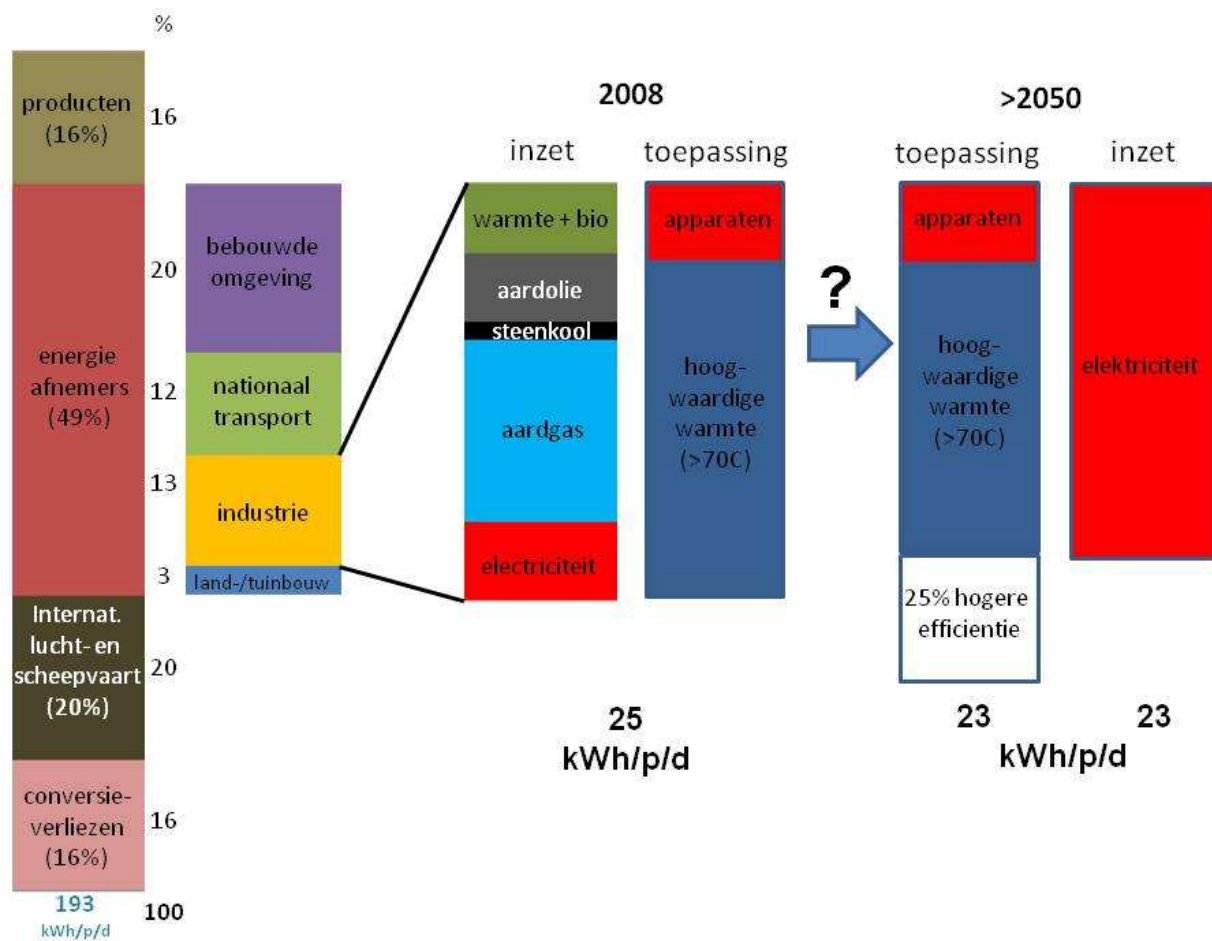 %
producten
(16%)
energie
afnemers
(49%)
Internat.
lucht- en
scheepvaart
(20%)
conversie-
verliezen
(16%)
193
kWh/p/d
16
20
12
13
3
20
16
100
bebouwde
omgeving
nationaal
transport
industrie
land-/tuinbouw
2008
inzet
toepassing
warmte + bio
aardolie
steenkool
aardgas
electriciteit
apparaten
hoog-
waardige
warmte
(>70C)
25
kWh/p/d
?
>2050
toepassing
inzet
apparaten
hoog-
waardige
warmte
(>70C)
25% hogere
efficientie
elektriciteit
23
23
kWh/p/d